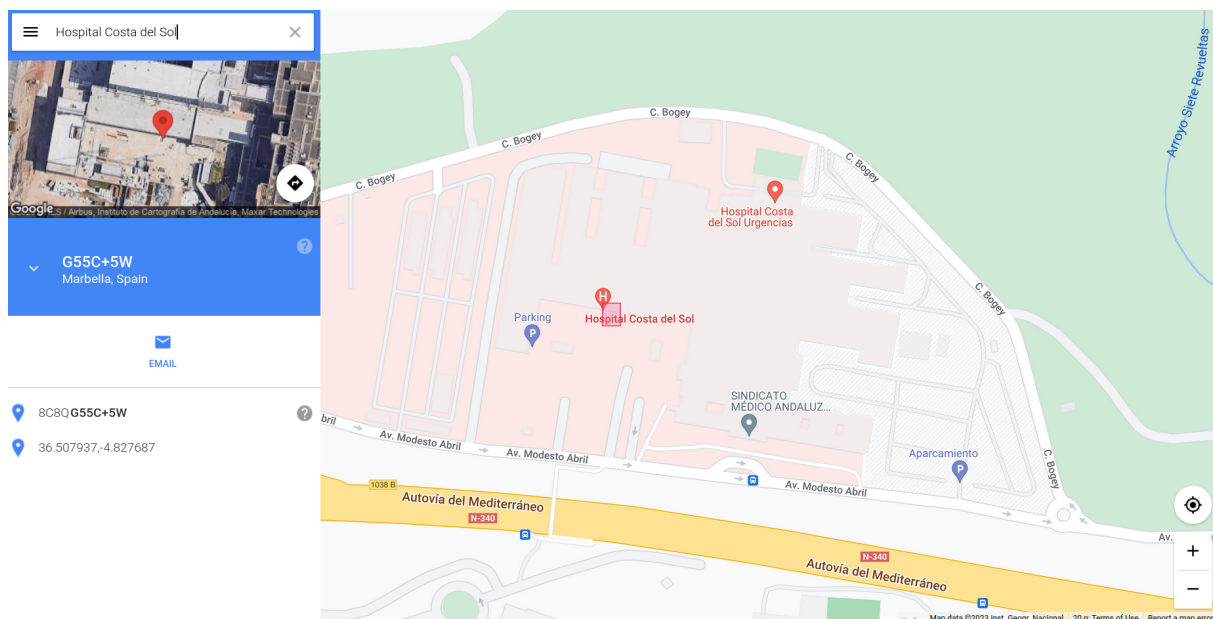 Hospital Costa del Sol
Google
S / Airbus, Instituto de Cartografía de Andalucía, Maxar Technologies
G55C+5W
Marbella, Spain
EMAIL
8C8QG55C+5W
36.507937,-4.827687
C. Bogey
C. Bogey
C. Bogey
C. Bogey
C. Bogey
C. Bogey
Arroyo Siete Revueltas
Hospital Costa
del Sol Urgencias
H
Hospital Costa del Sol
Parking
P
SINDICATO
MÉDICO ANDALUZ...
Aparcamiento
P
bril
Av. Modesto Abril
Av. Modesto Abril
Av. Modesto Abril
Av.
1038 B
Autovía del Mediterráneo
N-340
N-340
Autovía del Mediterráneo
Map data ©2023 Inst. Geogr. Nacional
20 m
Terms of Use
Report a map error